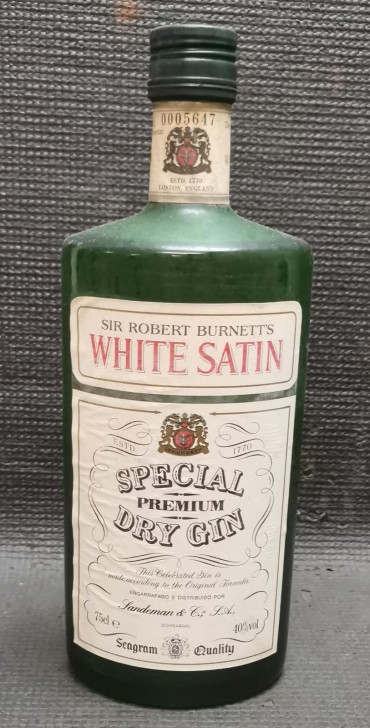 0005647
ESTD. 1770
LONDON, ENGLAND
SIR ROBERT BURNETT'S
WHITE SATIN
ESTD. 1770
SPECIAL
PREMIUM
DRY GIN
This Celebrated Gin is
made according to the Original Formula.
ENGARRAFADO E DISTRIBUIDO POR
Sandeman & Cª, S.A.,
75cl e 40%vol
Seagram Quality